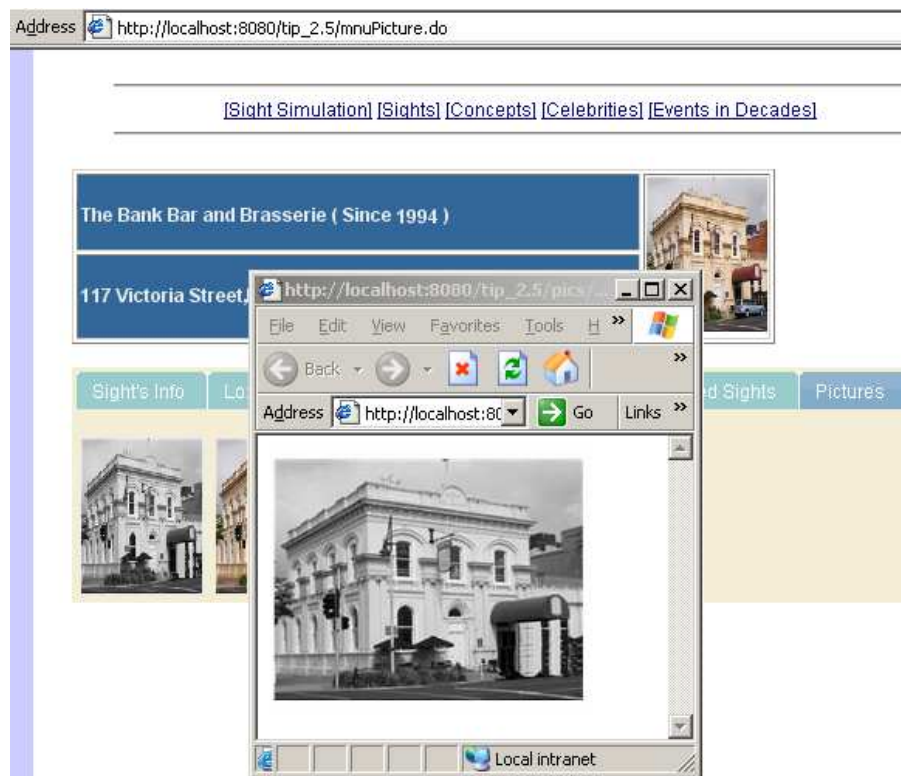 Address http://localhost:8080/tip_2.5/mnuPicture.do
[Sight Simulation] [Sights] [Concepts] [Celebrities] [Events in Decades]
The Bank Bar and Brasserie ( Since 1994 )
117 Victoria Street,
http://localhost:8080/tip_2.5/pics/...
File Edit View Favorites Tools H »
Back »
Address http://localhost:80 Go Links »
Sight's Info Lo Sights Pictures
Local intranet